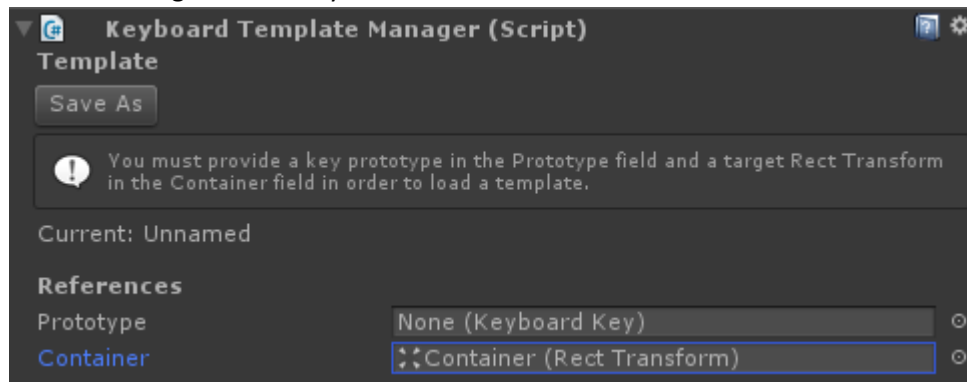 Keyboard Template Manager (Script)
Template
Save As
You must provide a key prototype in the Prototype field and a target Rect Transform
in the Container field in order to load a template.
Current: Unnamed
References
Prototype None (Keyboard Key)
Container Container (Rect Transform)